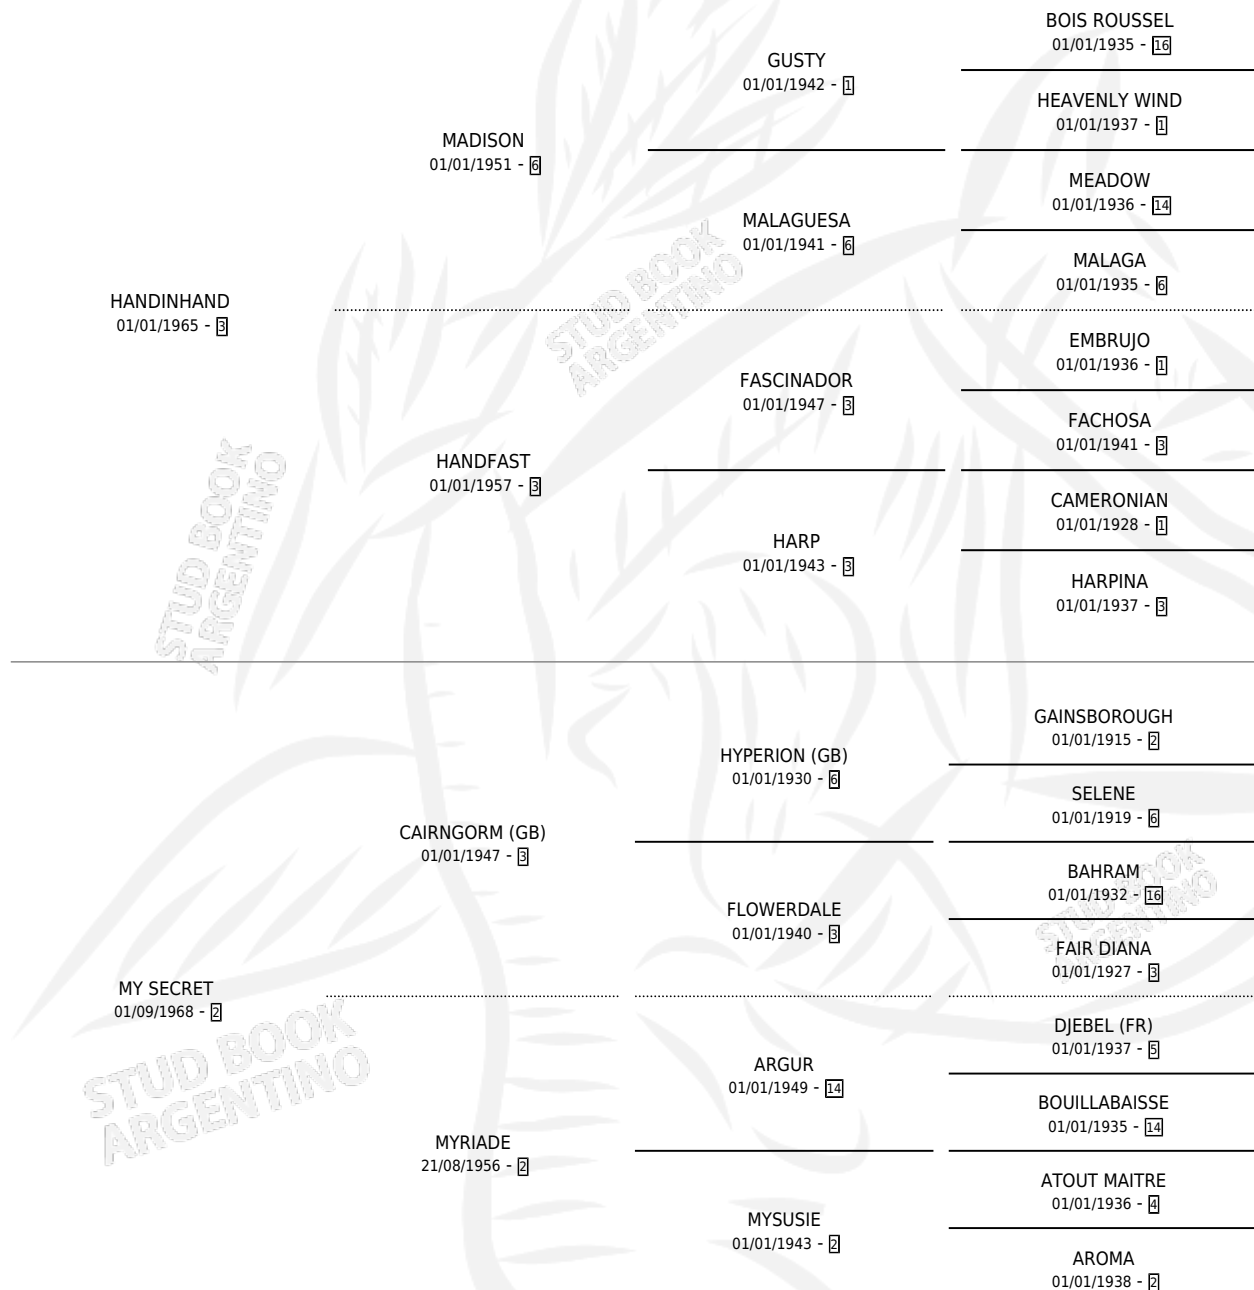 BOIS ROUSSEL
01/01/1935 - 16
GUSTY
01/01/1942 - 1
HEAVENLY WIND
01/01/1937 - 1
MADISON
01/01/1951 - 6
MEADOW
01/01/1936 - 14
MALAGUESA
01/01/1941 - 6
MALAGA
01/01/1935 - 6
HANDINHAND
01/01/1965 - 3
EMBRUJO
01/01/1936 - 1
FASCINADOR
01/01/1947 - 3
FACHOSA
01/01/1941 - 3
HANDFAST
01/01/1957 - 3
CAMERONIAN
01/01/1928 - 1
HARP
01/01/1943 - 3
HARPINA
01/01/1937 - 3
STUD BOOK
ARGENTINO
STUD BOOK
ARGENTINO
GAINSBOROUGH
01/01/1915 - 2
HYPERION (GB)
01/01/1930 - 6
SELENE
01/01/1919 - 6
CAIRNGORM (GB)
01/01/1947 - 3
BAHRAM
01/01/1932 - 16
FLOWERDALE
01/01/1940 - 3
FAIR DIANA
01/01/1927 - 3
STUD BOOK
ARGENTINO
MY SECRET
01/09/1968 - 2
DJEBEL (FR)
01/01/1937 - 5
ARGUR
01/01/1949 - 14
BOUILLABAISSE
01/01/1935 - 14
MYRIADE
21/08/1956 - 2
ATOUT MAITRE
01/01/1936 - 4
MYSUSIE
01/01/1943 - 2
AROMA
01/01/1938 - 2
STUD BOOK
ARGENTINO